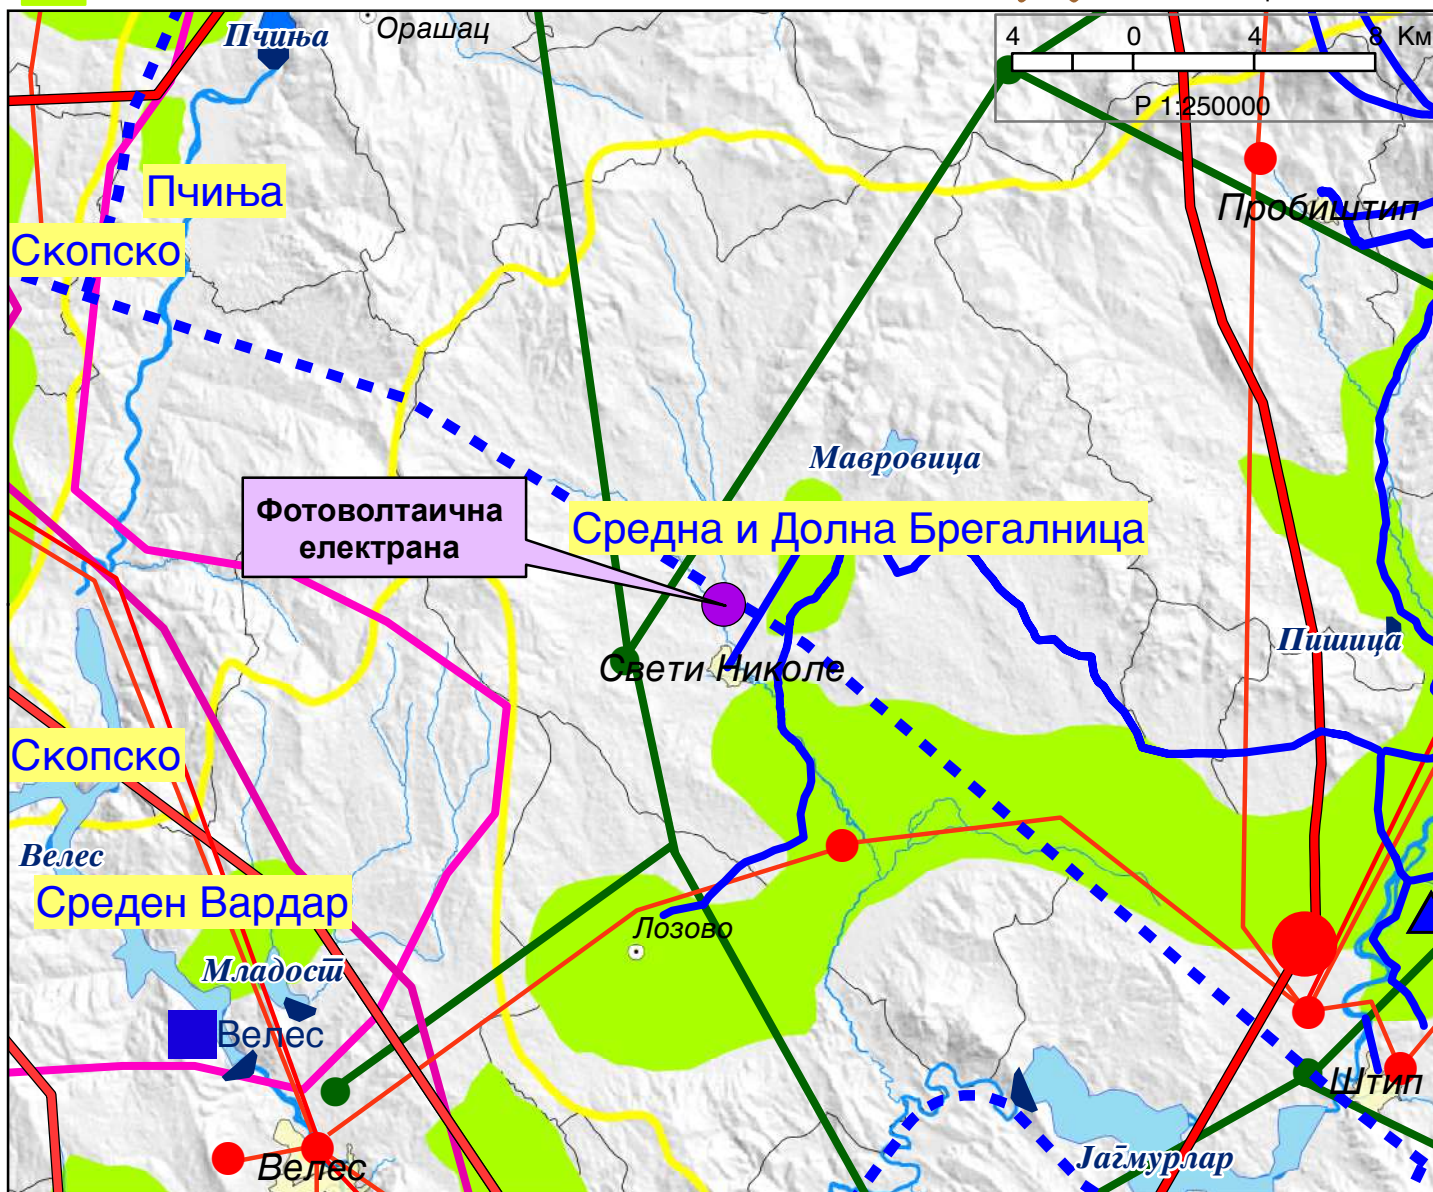 Пчиња
Орашац
4 0 4 8 Км
Р 1:250000
Пчиња
Пробиштип
Скопско
Мавровица
Фотоволтаична
електрана
Средна и Долна Брегалница
Пишица
Свети Николе
Скопско
Велес
Среден Вардар
Лозово
Младост
Велес
Штип
Велес
Јагмурлар